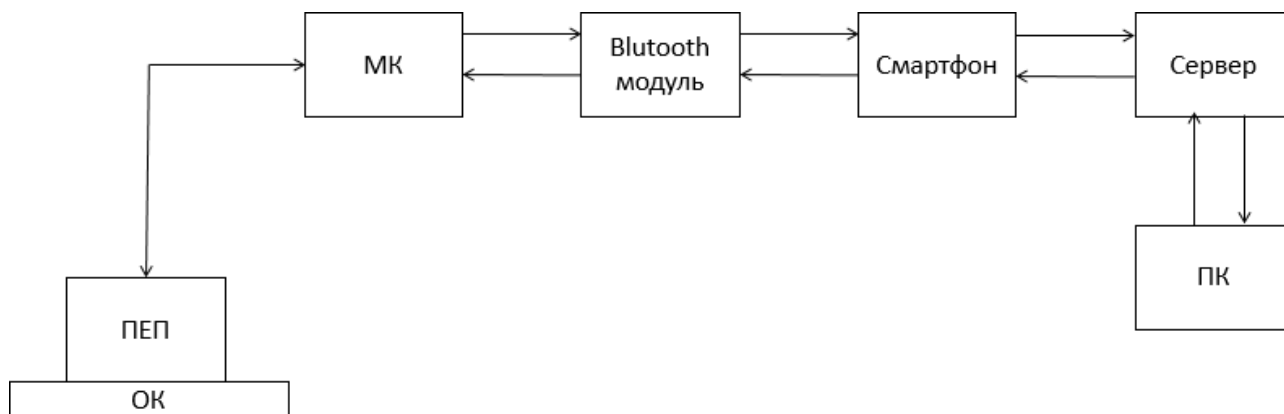 МК
Blutooth
модуль
Смартфон
Сервер
ПК
ПЕП
ОК